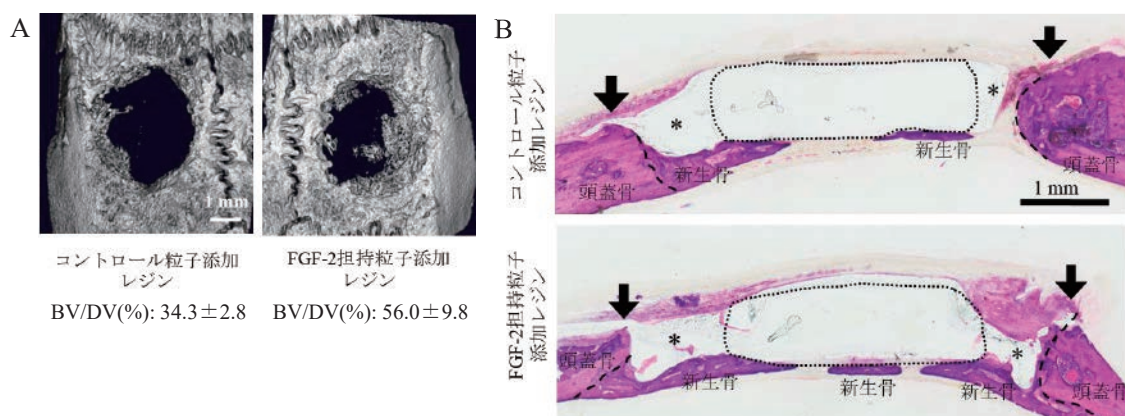 A
1 mm
コントロール粒子添加
レジン
BV/DV(%): 34.3±2.8
FGF-2担持粒子添加
レジン
BV/DV(%): 56.0±9.8
B
コントロール粒子
添加レジン
*
*
頭蓋骨
新生骨
新生骨
頭蓋骨
1 mm
FGF-2担持粒子
添加レジン
*
*
頭蓋骨
新生骨
新生骨
新生骨
頭蓋骨